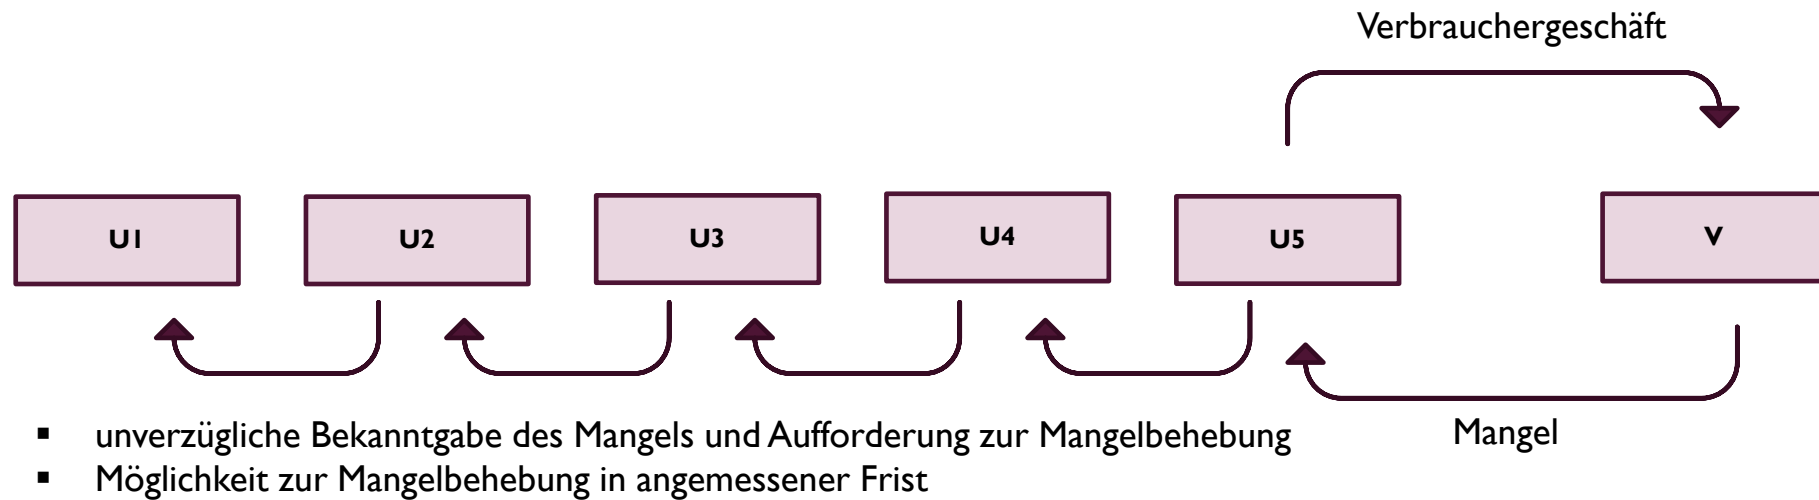 Verbrauchergeschäft
U1
U2
U3
U4
U5
V
Mangel
▪ unverzügliche Bekanntgabe des Mangels und Aufforderung zur Mangelbehebung
▪ Möglichkeit zur Mangelbehebung in angemessener Frist